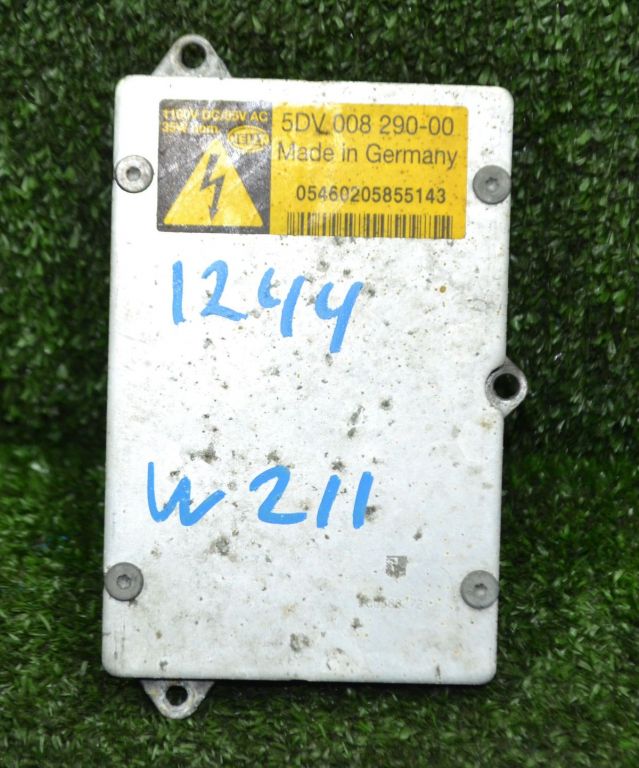 1100V DC/85V AC
35W nom.
HELLA
5DV 008 290-00
Made in Germany
05460205855143
1244
W211